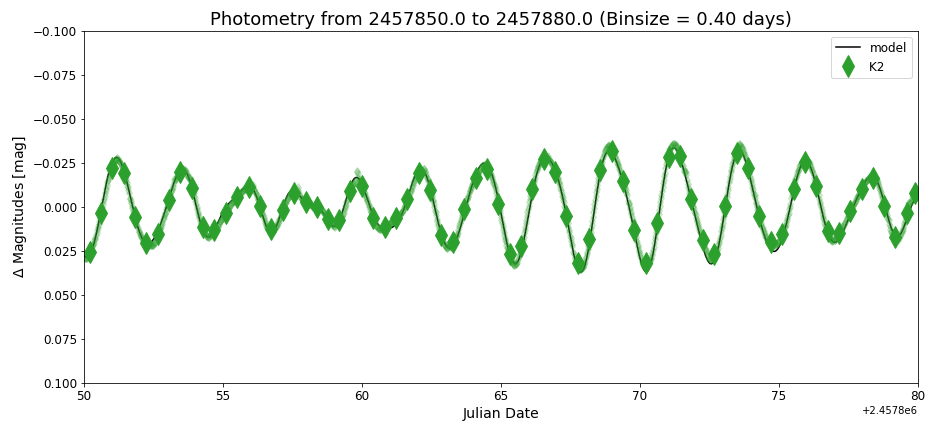 Photometry from 2457850.0 to 2457880.0 (Binsize = 0.40 days)
−0.100
−0.075
−0.050
−0.025
0.000
0.025
0.050
0.075
0.100
Δ Magnitudes [mag]
model
K2
50
55
60
65
70
75
80
+2.4578e6
Julian Date